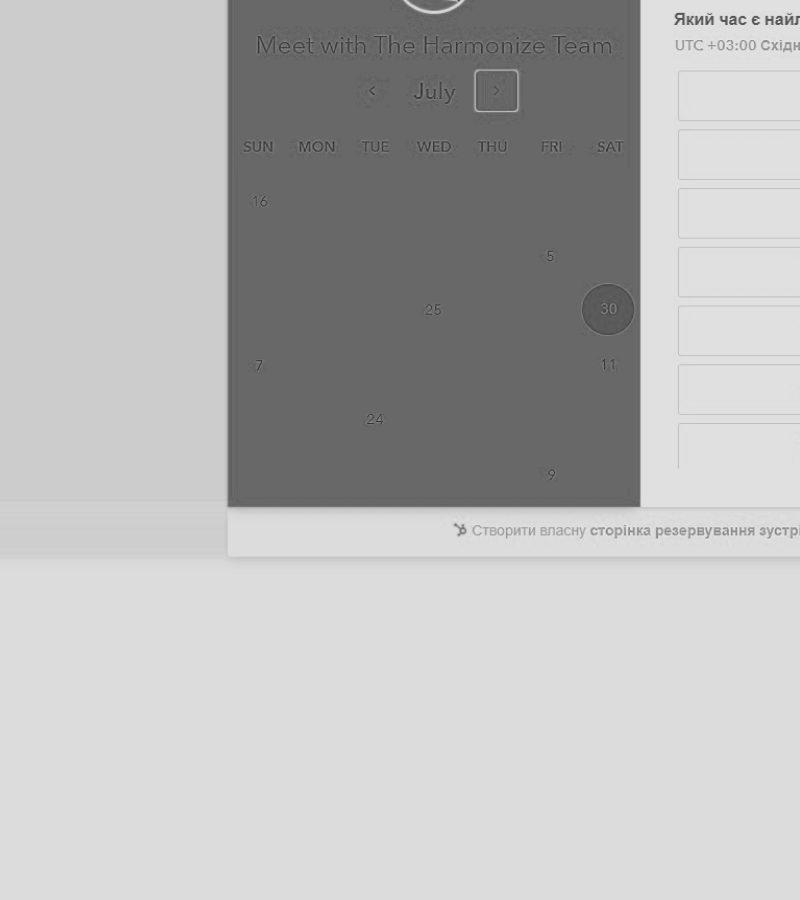 Який час є найл
Meet with The Harmonize Team
UTC +03:00 Східн
July
SUN MON TUE WED THU FRI SAT
16
5
25 30
7 11
24
9
Створити власну сторінка резервування зустрі